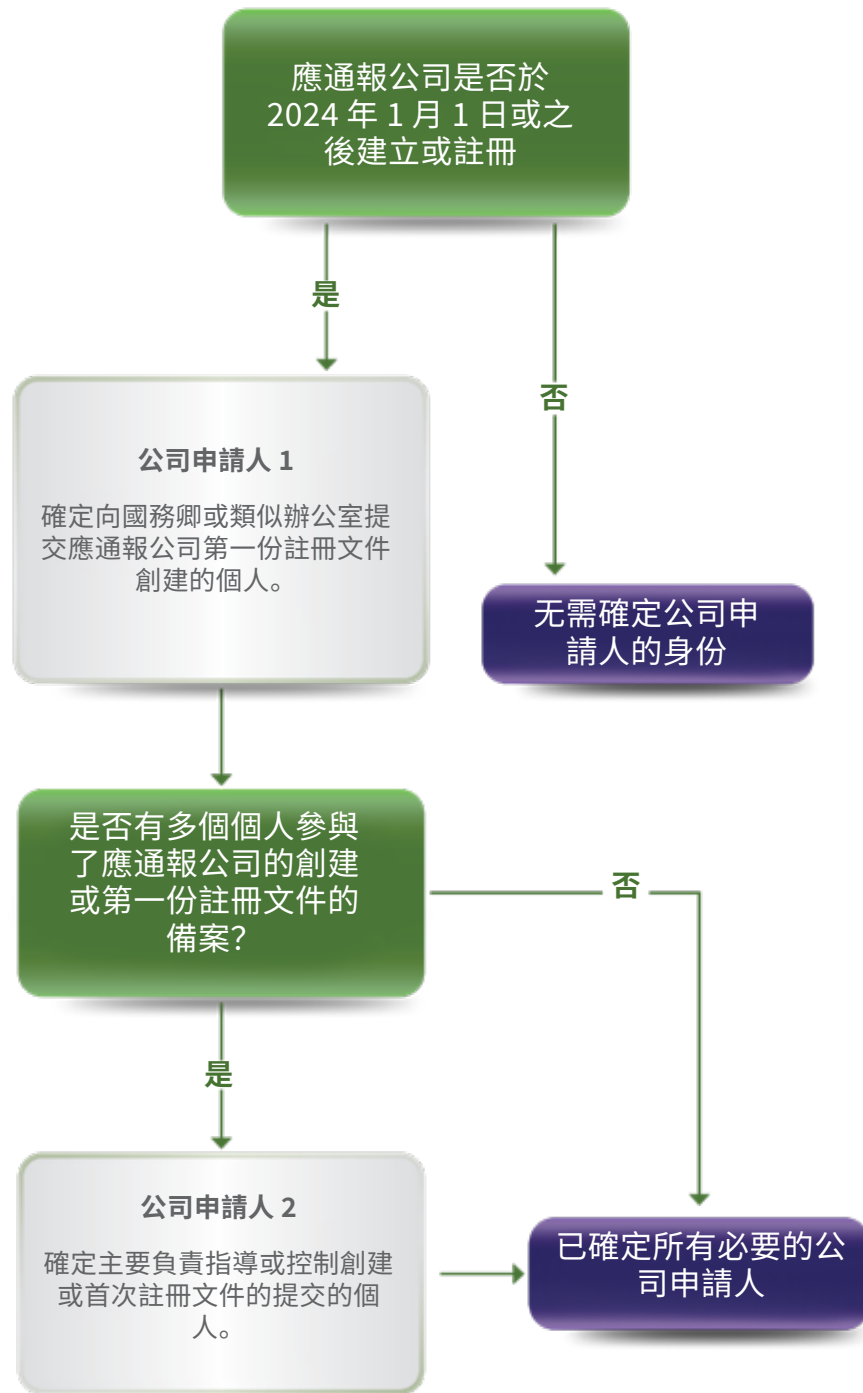 應通報公司是否於
2024 年 1 月 1 日或之
後建立或註冊
是
否
公司申請人 1
確定向國務卿或類似辦公室提
交應通報公司第一份註冊文件
創建的個人。
无需確定公司申
請人的身份
是否有多個個人參與
了應通報公司的創建
或第一份註冊文件的
備案？
否
是
公司申請人 2
確定主要負責指導或控制創建
或首次註冊文件的提交的個
人。
已確定所有必要的公
司申請人